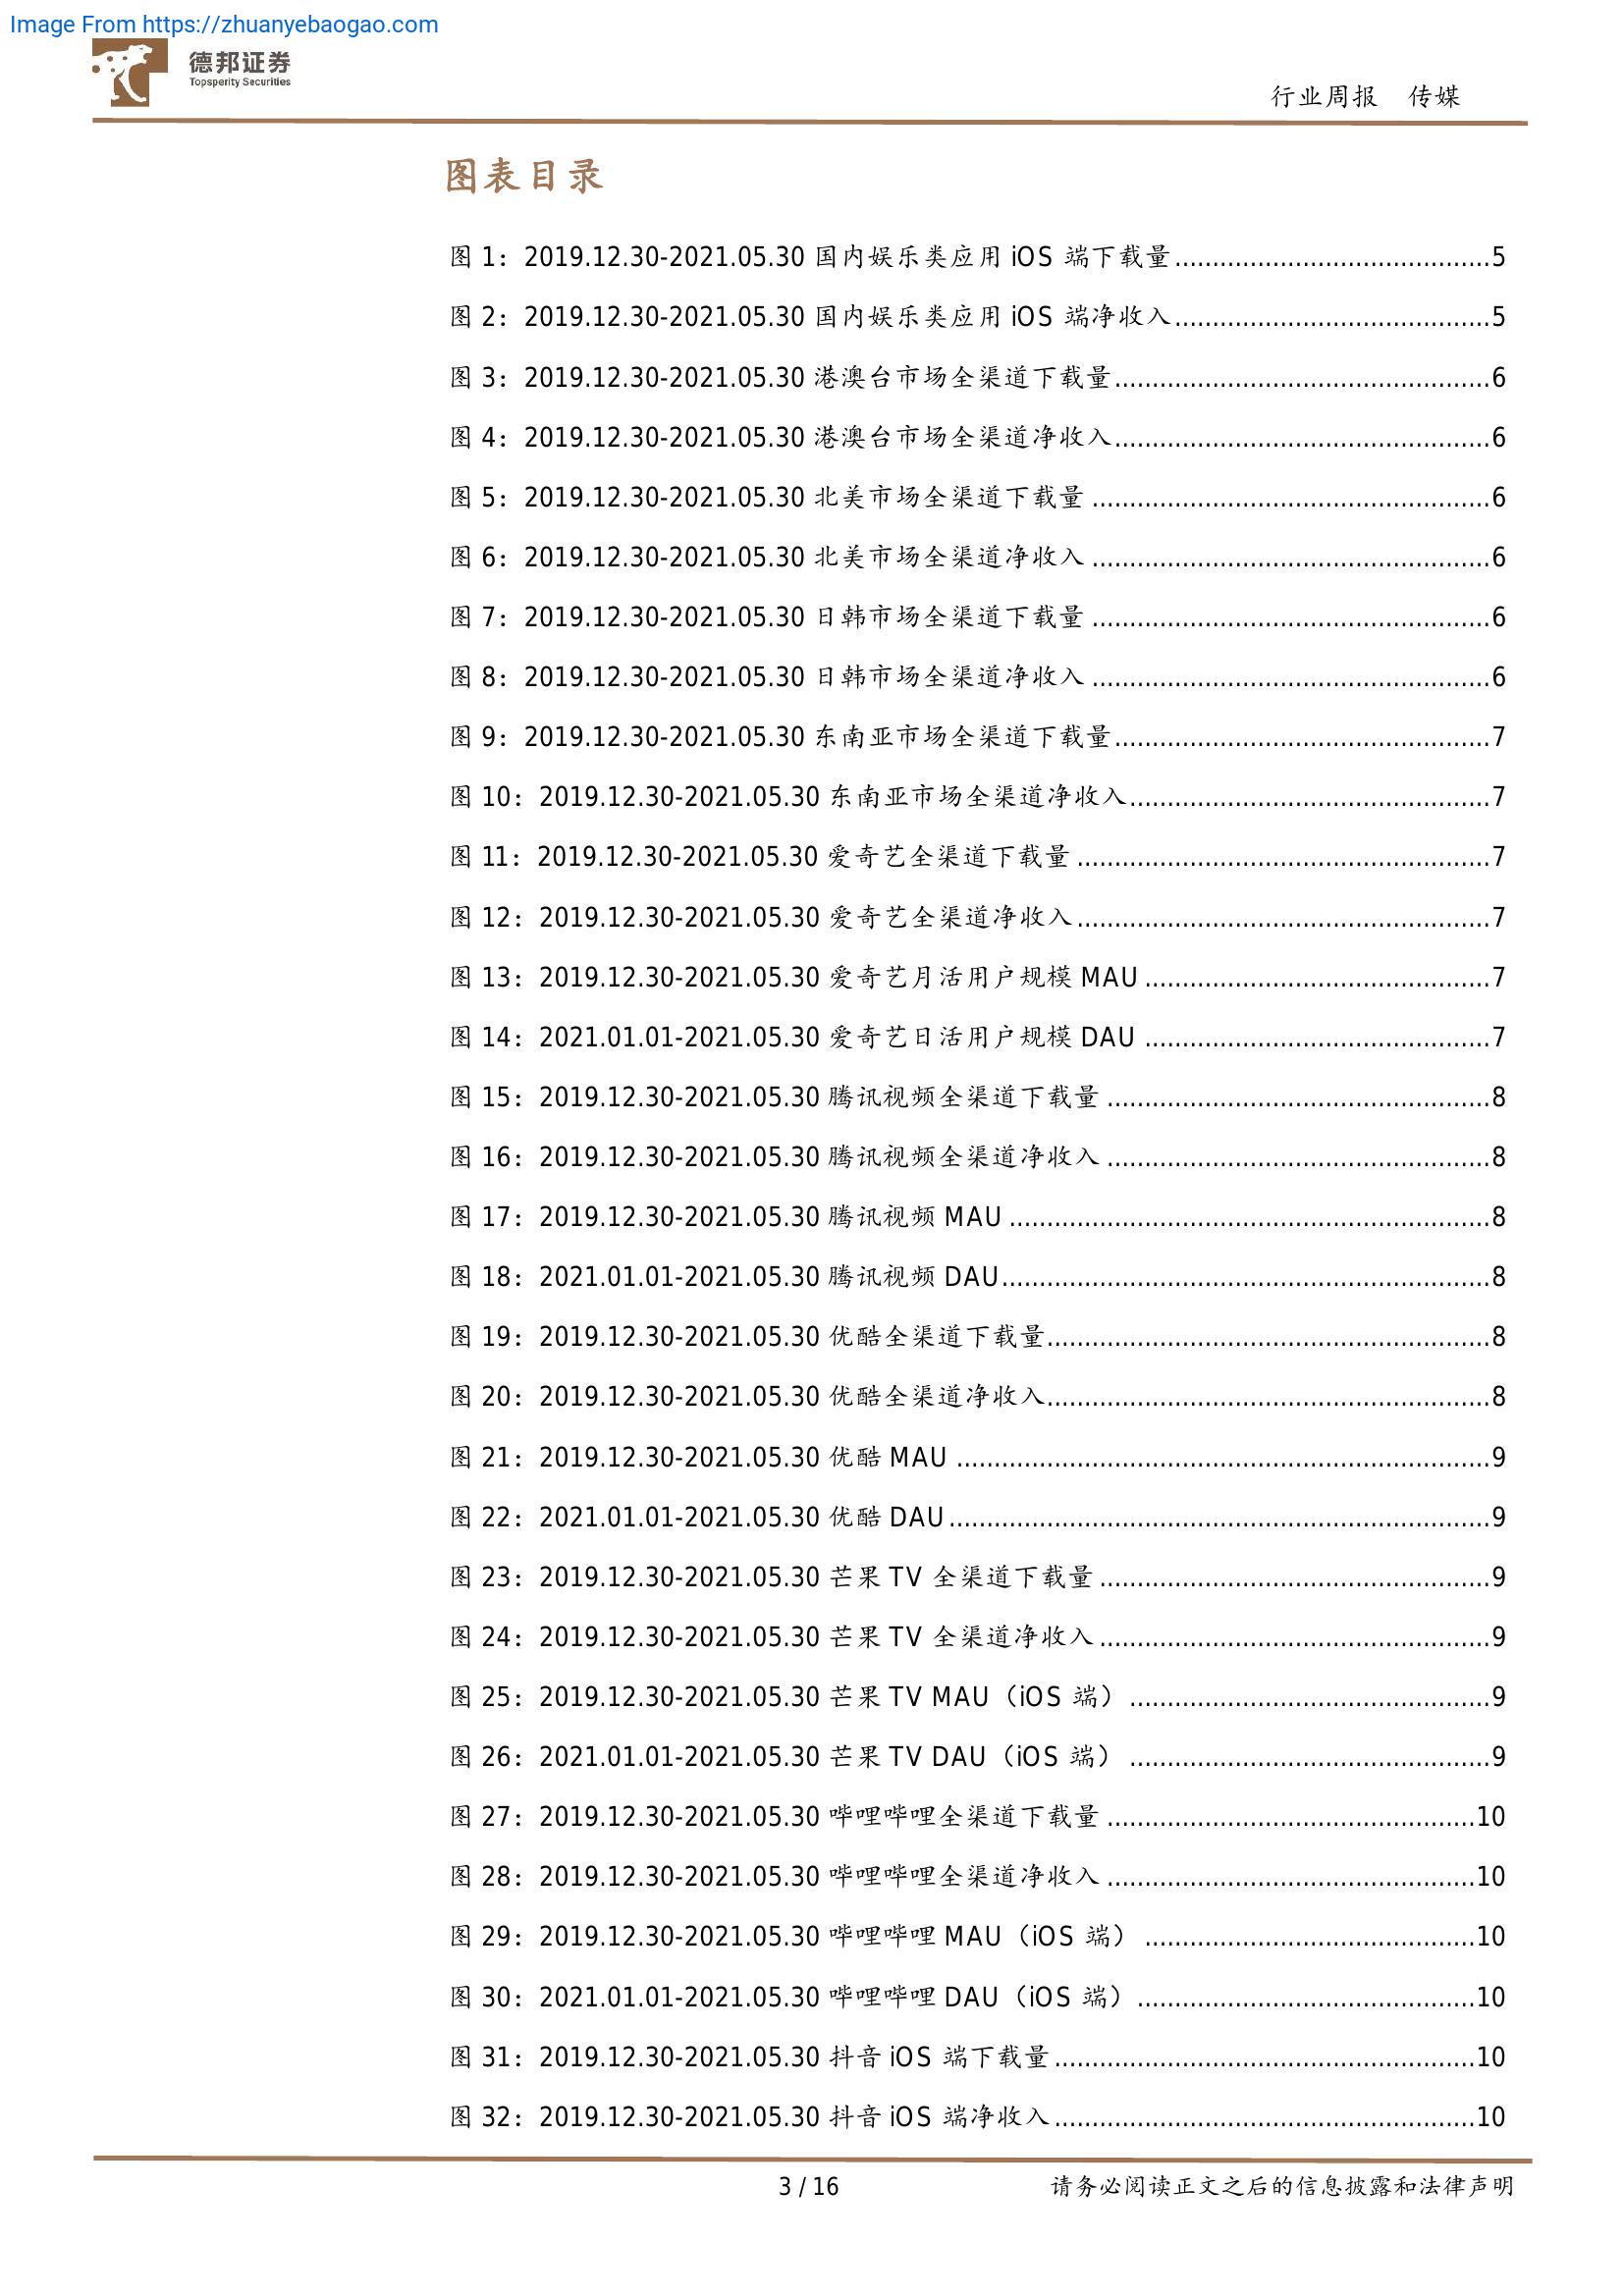 Image From https://zhuanyebaogao.com
德邦证券
Topsperity Securities
行业周报 传媒
图表目录
图 1：2019.12.30-2021.05.30 国内娱乐类应用 iOS 端下载量..........................................5
图 2：2019.12.30-2021.05.30 国内娱乐类应用 iOS 端净收入..........................................5
图 3：2019.12.30-2021.05.30 港澳台市场全渠道下载量..................................................6
图 4：2019.12.30-2021.05.30 港澳台市场全渠道净收入..................................................6
图 5：2019.12.30-2021.05.30 北美市场全渠道下载量.....................................................6
图 6：2019.12.30-2021.05.30 北美市场全渠道净收入.....................................................6
图 7：2019.12.30-2021.05.30 日韩市场全渠道下载量.....................................................6
图 8：2019.12.30-2021.05.30 日韩市场全渠道净收入.....................................................6
图 9：2019.12.30-2021.05.30 东南亚市场全渠道下载量..................................................7
图 10：2019.12.30-2021.05.30 东南亚市场全渠道净收入................................................7
图 11：2019.12.30-2021.05.30 爱奇艺全渠道下载量.......................................................7
图 12：2019.12.30-2021.05.30 爱奇艺全渠道净收入.......................................................7
图 13：2019.12.30-2021.05.30 爱奇艺月活用户规模 MAU..............................................7
图 14：2021.01.01-2021.05.30 爱奇艺日活用户规模 DAU..............................................7
图 15：2019.12.30-2021.05.30 腾讯视频全渠道下载量...................................................8
图 16：2019.12.30-2021.05.30 腾讯视频全渠道净收入...................................................8
图 17：2019.12.30-2021.05.30 腾讯视频 MAU................................................................8
图 18：2021.01.01-2021.05.30 腾讯视频 DAU.................................................................8
图 19：2019.12.30-2021.05.30 优酷全渠道下载量...........................................................8
图 20：2019.12.30-2021.05.30 优酷全渠道净收入...........................................................8
图 21：2019.12.30-2021.05.30 优酷 MAU.......................................................................9
图 22：2021.01.01-2021.05.30 优酷 DAU........................................................................9
图 23：2019.12.30-2021.05.30 芒果 TV 全渠道下载量....................................................9
图 24：2019.12.30-2021.05.30 芒果 TV 全渠道净收入....................................................9
图 25：2019.12.30-2021.05.30 芒果 TV MAU（iOS 端）................................................9
图 26：2021.01.01-2021.05.30 芒果 TV DAU（iOS 端）................................................9
图 27：2019.12.30-2021.05.30 哔哩哔哩全渠道下载量.................................................10
图 28：2019.12.30-2021.05.30 哔哩哔哩全渠道净收入.................................................10
图 29：2019.12.30-2021.05.30 哔哩哔哩 MAU（iOS 端）............................................10
图 30：2021.01.01-2021.05.30 哔哩哔哩 DAU（iOS 端）.............................................10
图 31：2019.12.30-2021.05.30 抖音 iOS 端下载量........................................................10
图 32：2019.12.30-2021.05.30 抖音 iOS 端净收入........................................................10
3 / 16
请务必阅读正文之后的信息披露和法律声明